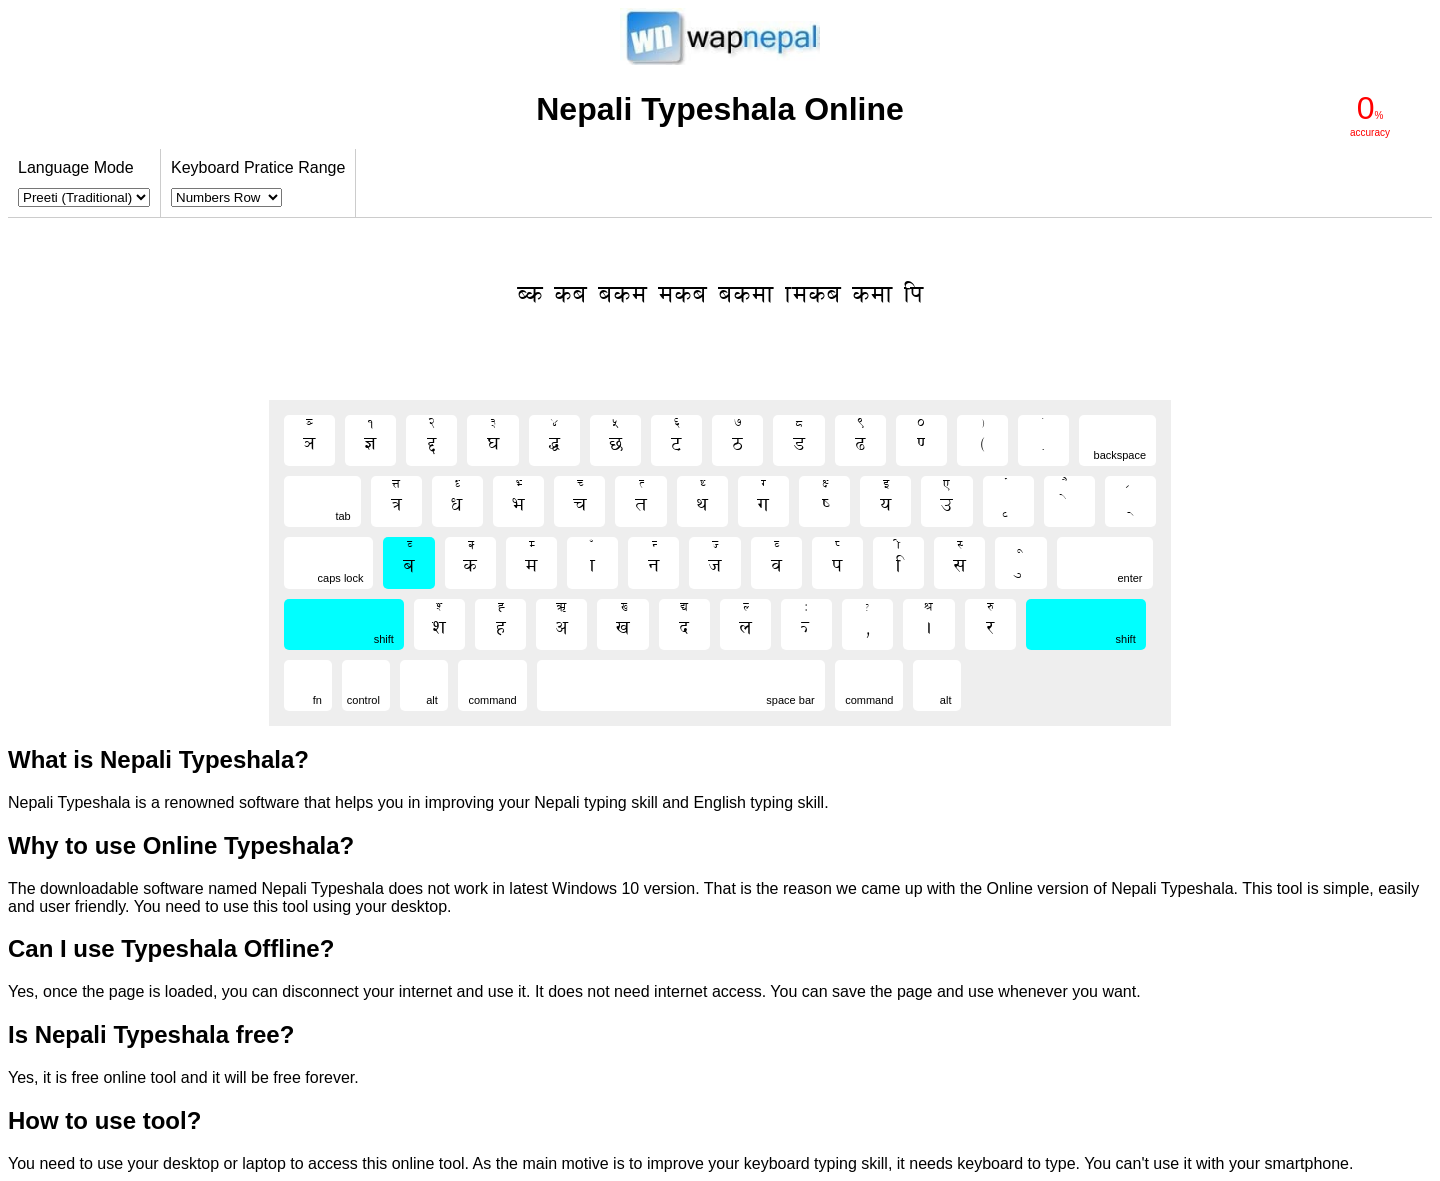 wn wapnepal
Nepali Typeshala Online
0%
accuracy
Language Mode
Keyboard Pratice Range
Preeti (Traditional)
Numbers Row
ब्क कब बकम मकब बकमा ामकब कमा पि
१ २ ३ ४ ५ ६ ७ ८ ९ ० )
ञ ज्ञ द्द घ द्ध छ ट ठ ड ढ ण् ( .
backspace
त्त इ ए
tab त्र ध भ च त थ ग ष् य उ
caps lock ब क म ा न ज व प ि स ु enter
ऋ : ? श्र रु
shift श ह अ ख द ल , । र shift
fn control alt command space bar command alt
What is Nepali Typeshala?
Nepali Typeshala is a renowned software that helps you in improving your Nepali typing skill and English typing skill.
Why to use Online Typeshala?
The downloadable software named Nepali Typeshala does not work in latest Windows 10 version. That is the reason we came up with the Online version of Nepali Typeshala. This tool is simple, easily
and user friendly. You need to use this tool using your desktop.
Can I use Typeshala Offline?
Yes, once the page is loaded, you can disconnect your internet and use it. It does not need internet access. You can save the page and use whenever you want.
Is Nepali Typeshala free?
Yes, it is free online tool and it will be free forever.
How to use tool?
You need to use your desktop or laptop to access this online tool. As the main motive is to improve your keyboard typing skill, it needs keyboard to type. You can't use it with your smartphone.